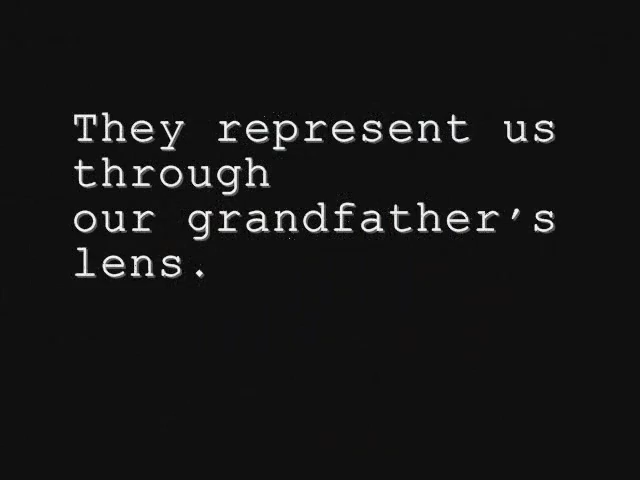 They represent us
through
our grandfather's
lens.